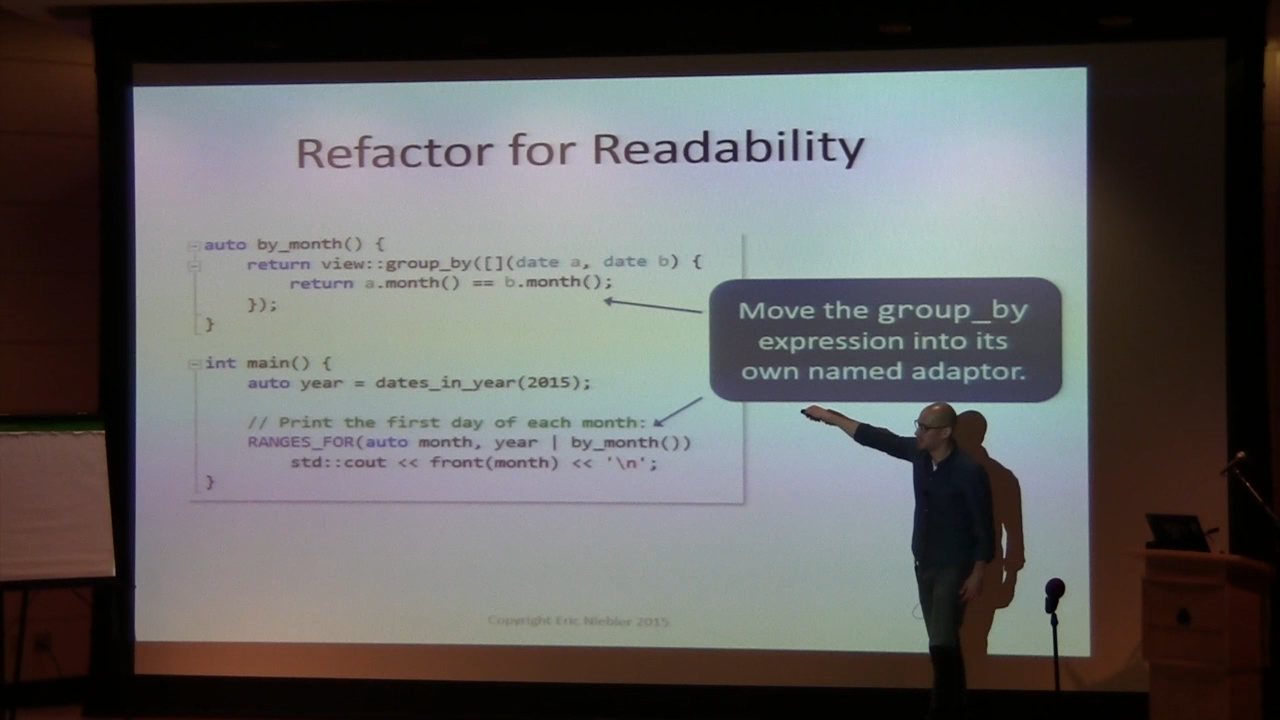 Refactor for Readability
auto by_month() {
return view::group_by([](date a, date b) {
return a.month() == b.month();
});
}
int main() {
auto year = dates_in_year(2015);
// Print the first day of each month:
RANGES_FOR(auto month, year | by_month())
std::cout << front(month) << '\n';
}
Move the group_by
expression into its
own named adaptor.
Copyright Eric Niebler 2015